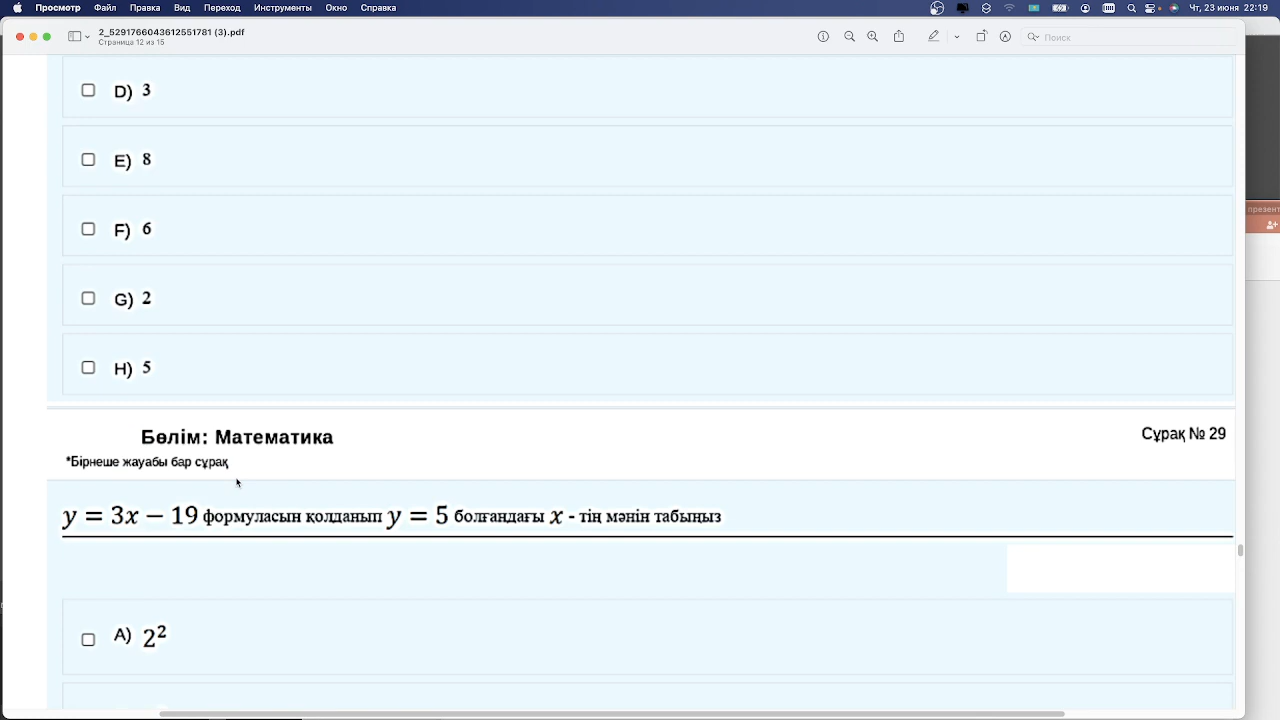 Просмотр Файл Правка Вид Переход Инструменты Окно Справка Чт, 23 июня 22:19
2_5291766043612551781 (3).pdf
Страница 12 из 15
Поиск
D) 3
презент
E) 8
F) 6
G) 2
H) 5
Бөлім: Математика
Сұрақ № 29
*Бірнеше жауабы бар сұрақ
y = 3x − 19 формуласын қолданып y = 5 болғандағы x - тің мәнін табыңыз
A) 2²